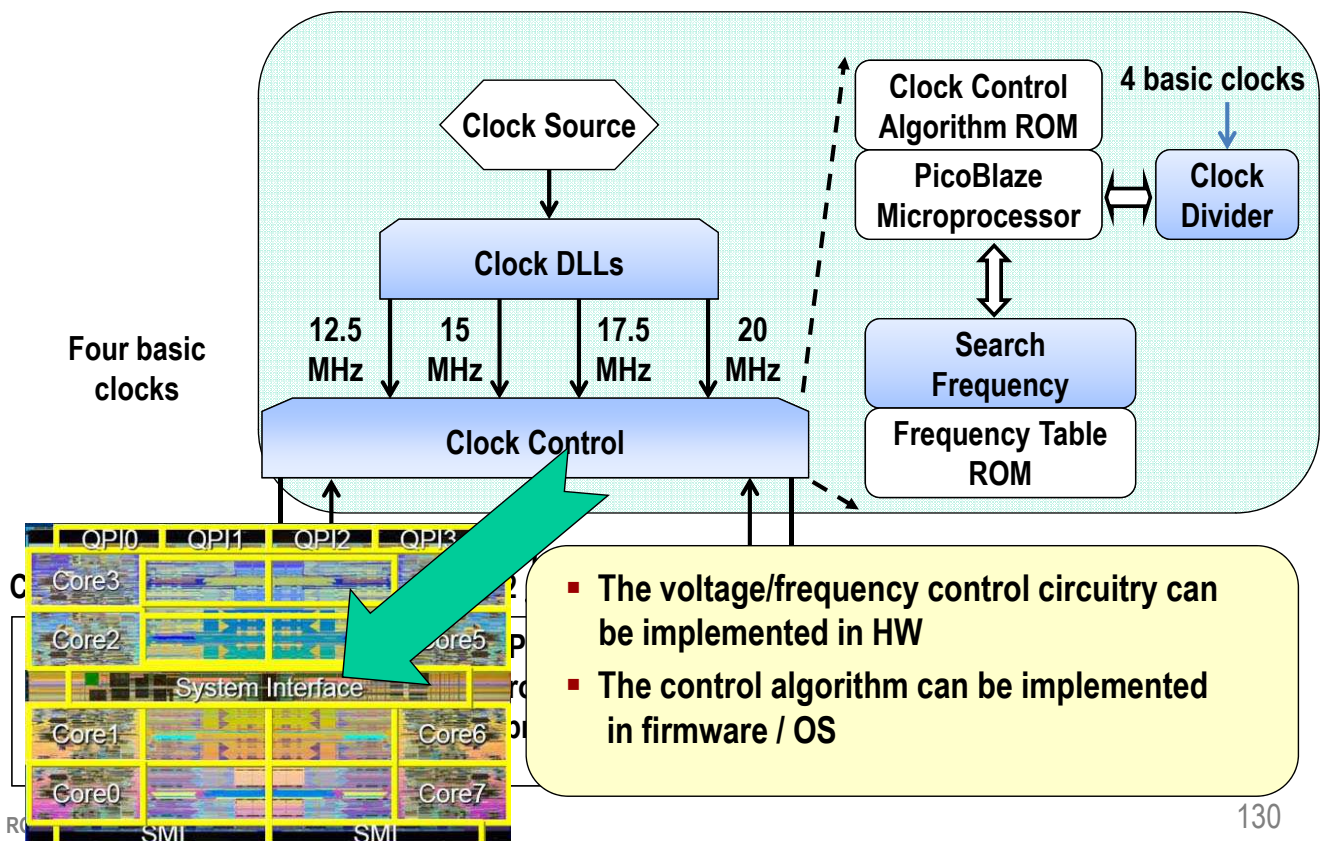 Clock Source
Clock DLLs
12.5
MHz
15
MHz
17.5
MHz
20
MHz
Four basic
clocks
Clock Control
Clock Control
Algorithm ROM
PicoBlaze
Microprocessor
4 basic clocks
Clock
Divider
Search
Frequency
Frequency Table
ROM
QPI0 QPI1 QPI2 QPI3
Core3
Core2
System Interface
Core1 Core6
Core0 Core7
SMI SMI
▪ The voltage/frequency control circuitry can
be implemented in HW
▪ The control algorithm can be implemented
in firmware / OS
130